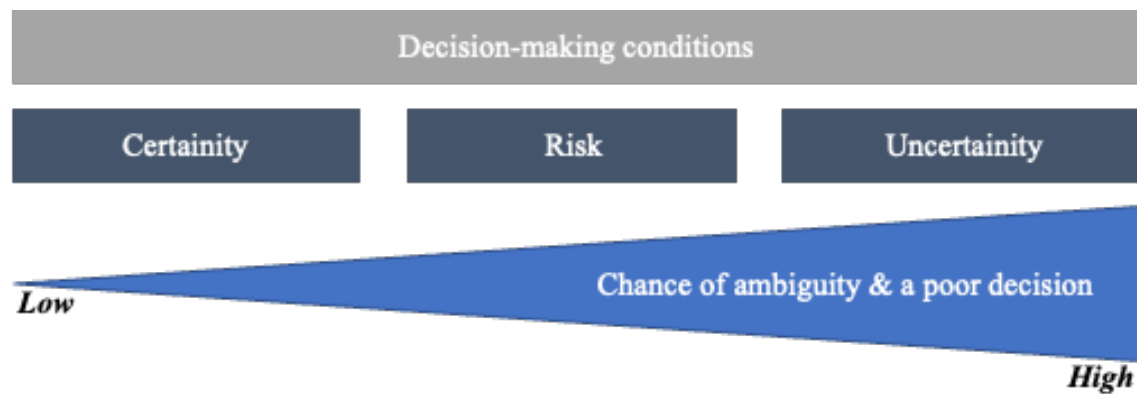 Decision-making conditions
Certainity
Risk
Uncertainity
Chance of ambiguity & a poor decision
Low
High